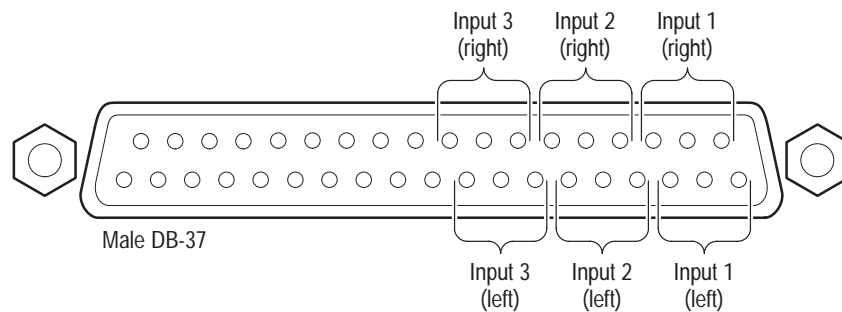 Input 3
(right)
Input 2
(right)
Input 1
(right)
Male DB-37
Input 3
(left)
Input 2
(left)
Input 1
(left)